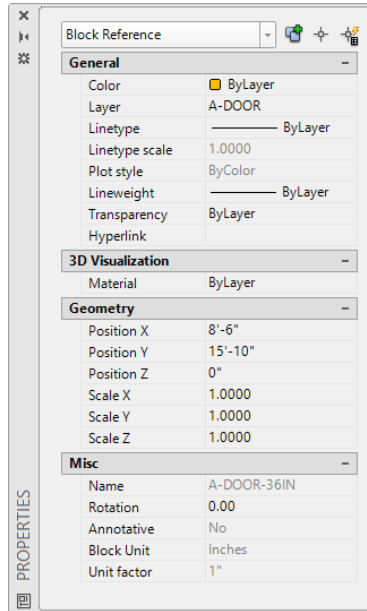 Block Reference
General
Color ByLayer
Layer A-DOOR
Linetype ByLayer
Linetype scale 1.0000
Plot style ByColor
Lineweight ByLayer
Transparency ByLayer
Hyperlink
3D Visualization
Material ByLayer
Geometry
Position X 8'-6"
Position Y 15'-10"
Position Z 0"
Scale X 1.0000
Scale Y 1.0000
Scale Z 1.0000
Misc
Name A-DOOR-36IN
Rotation 0.00
Annotative No
Block Unit Inches
Unit factor 1"
PROPERTIES